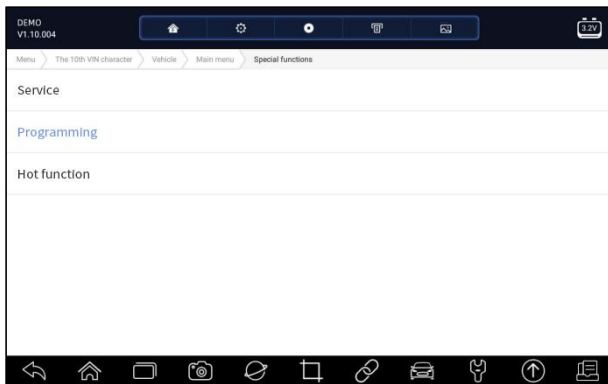 DEMO
V1.10.004
3.2V
Menu The 10th VIN character Vehicle Main menu Special functions
Service
Programming
Hot function